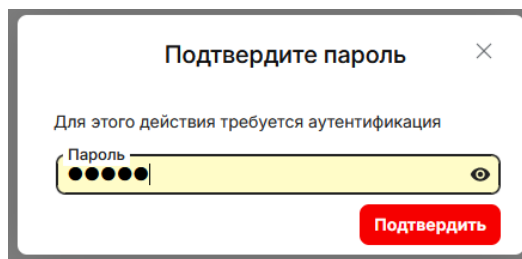 Подтвердите пароль
Для этого действия требуется аутентификация
Пароль
●●●●●
Подтвердить